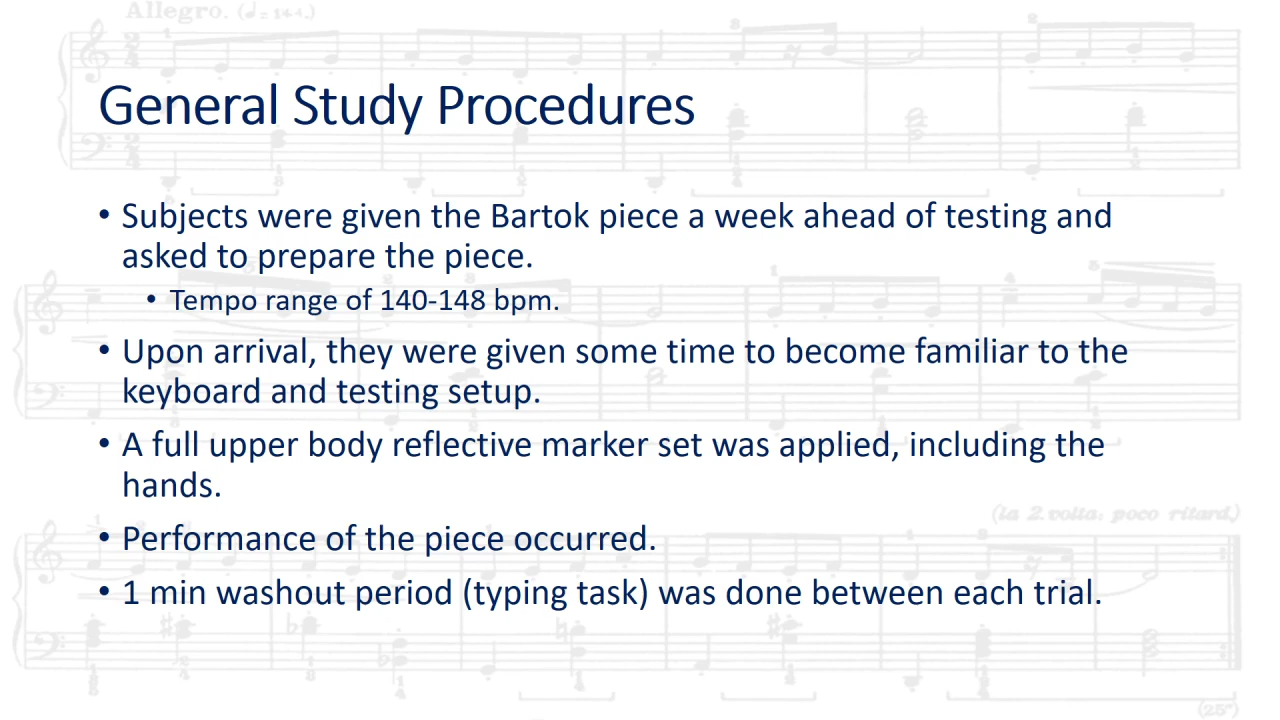 Allegro. (♩=144.)
General Study Procedures
• Subjects were given the Bartok piece a week ahead of testing and
asked to prepare the piece.
• Tempo range of 140-148 bpm.
• Upon arrival, they were given some time to become familiar to the
keyboard and testing setup.
• A full upper body reflective marker set was applied, including the
hands.
(la 2. volta, poco ritard.)
• Performance of the piece occurred.
• 1 min washout period (typing task) was done between each trial.
(25")